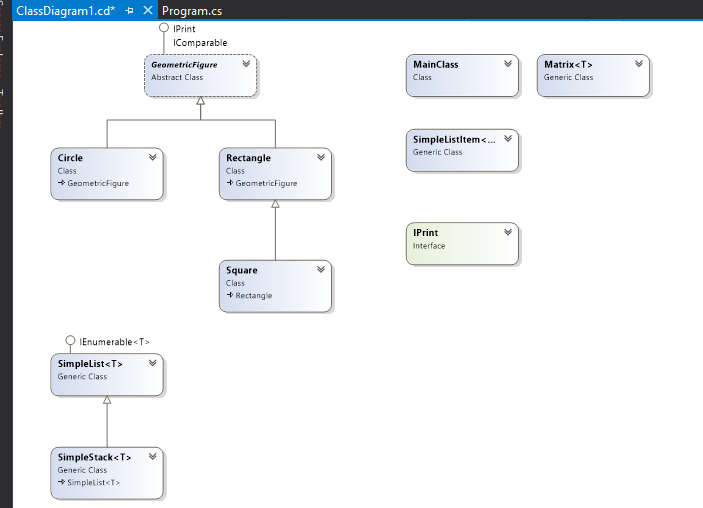 ClassDiagram1.cd*
Program.cs
IPrint
IComparable
GeometricFigure
Abstract Class
MainClass
Class
Matrix<T>
Generic Class
SimpleListItem<...
Generic Class
Circle
Class
GeometricFigure
Rectangle
Class
GeometricFigure
IPrint
Interface
Square
Class
Rectangle
IEnumerable<T>
SimpleList<T>
Generic Class
SimpleStack<T>
Generic Class
SimpleList<T>